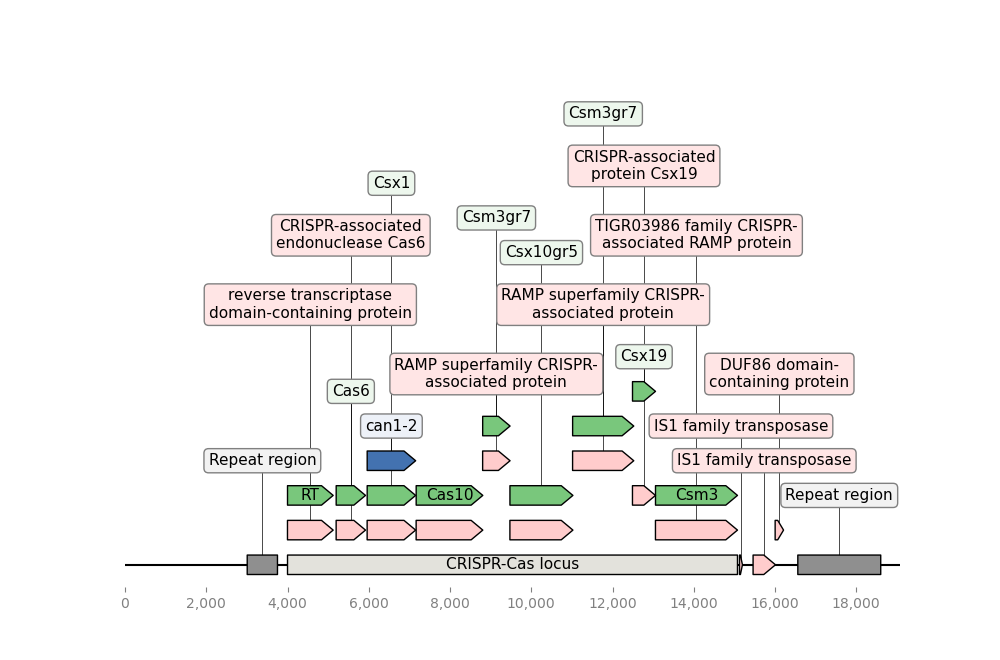 Csm3gr7
CRISPR-associated
protein Csx19
Csx1
Csm3gr7
CRISPR-associated
endonuclease Cas6
TIGR03986 family CRISPR-
associated RAMP protein
Csx10gr5
reverse transcriptase
domain-containing protein
RAMP superfamily CRISPR-
associated protein
Csx19
RAMP superfamily CRISPR-
associated protein
DUF86 domain-
containing protein
Cas6
can1-2
IS1 family transposase
Repeat region
IS1 family transposase
RT
Cas10
Csm3
Repeat region
CRISPR-Cas locus
0
2,000
4,000
6,000
8,000
10,000
12,000
14,000
16,000
18,000